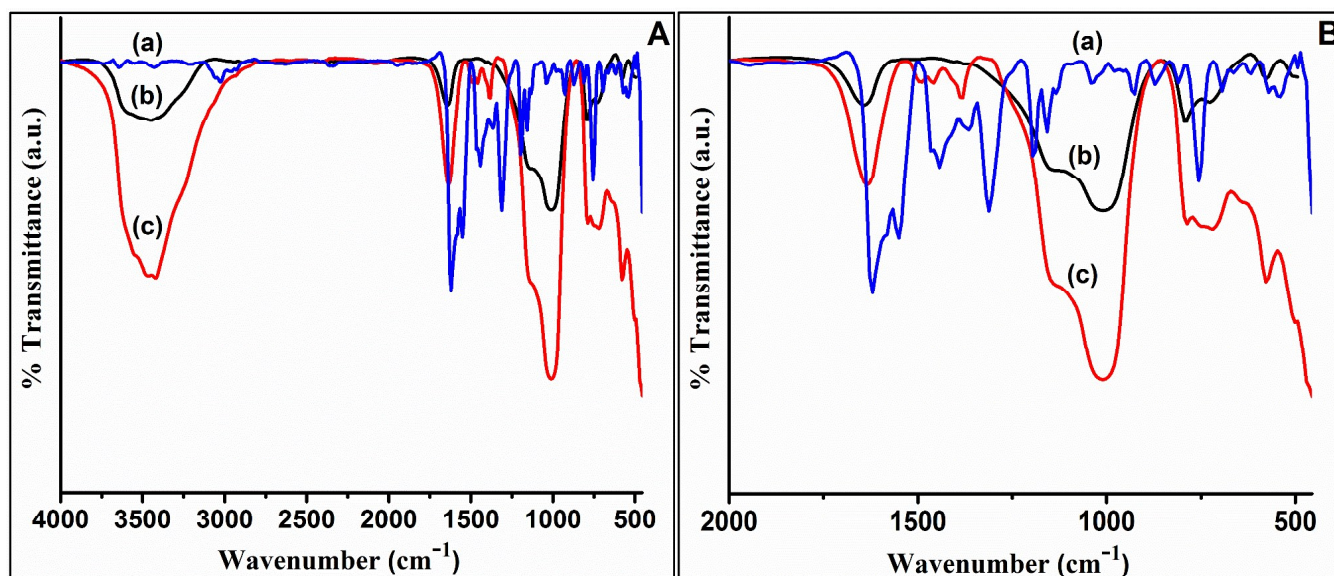 A
(a)
(b)
(c)
% Transmittance (a.u.)
4000 3500 3000 2500 2000 1500 1000 500
Wavenumber (cm⁻¹)
B
(a)
(b)
(c)
% Transmittance (a.u.)
2000 1500 1000 500
Wavenumber (cm⁻¹)